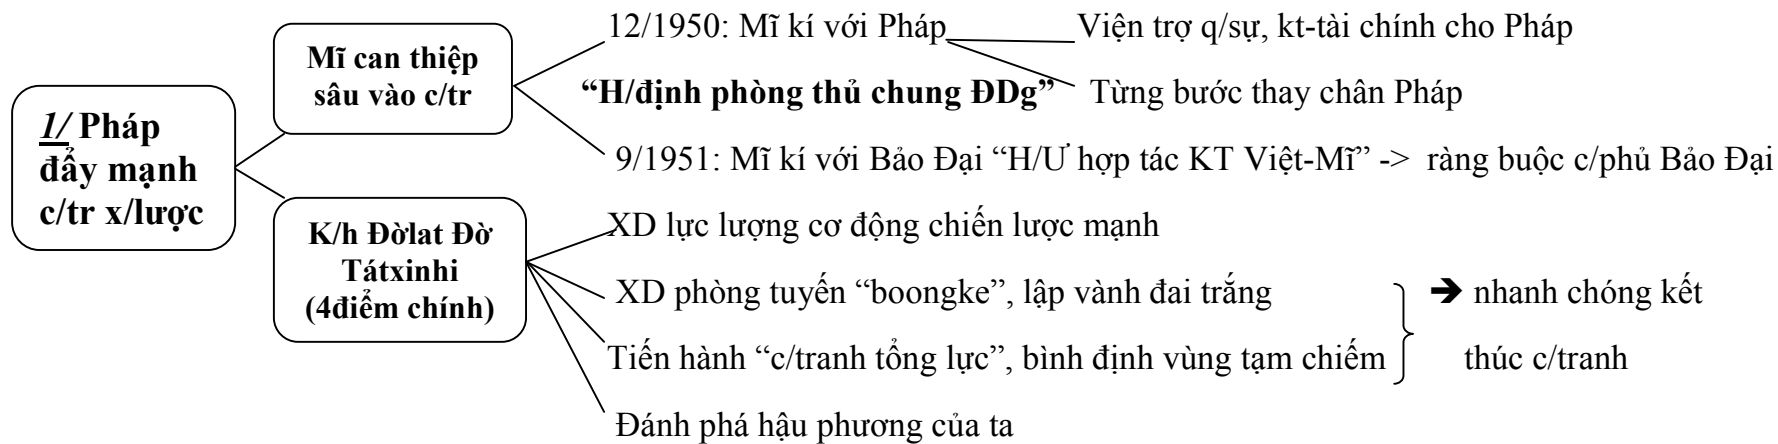 1/ Pháp
đẩy mạnh
c/tr x/lược
Mĩ can thiệp
sâu vào c/tr
12/1950: Mĩ kí với Pháp
“H/định phòng thủ chung ĐDg”
Viện trợ q/sự, kt-tài chính cho Pháp
Từng bước thay chân Pháp
9/1951: Mĩ kí với Bảo Đại “H/Ư hợp tác KT Việt-Mĩ” -> ràng buộc c/phủ Bảo Đại
K/h Đờlat Đờ
Tátxinhi
(4điểm chính)
XD lực lượng cơ động chiến lược mạnh
XD phòng tuyến “boongke”, lập vành đai trắng
Tiến hành “c/tranh tổng lực”, bình định vùng tạm chiếm
Đánh phá hậu phương của ta
➔ nhanh chóng kết
thúc c/tranh